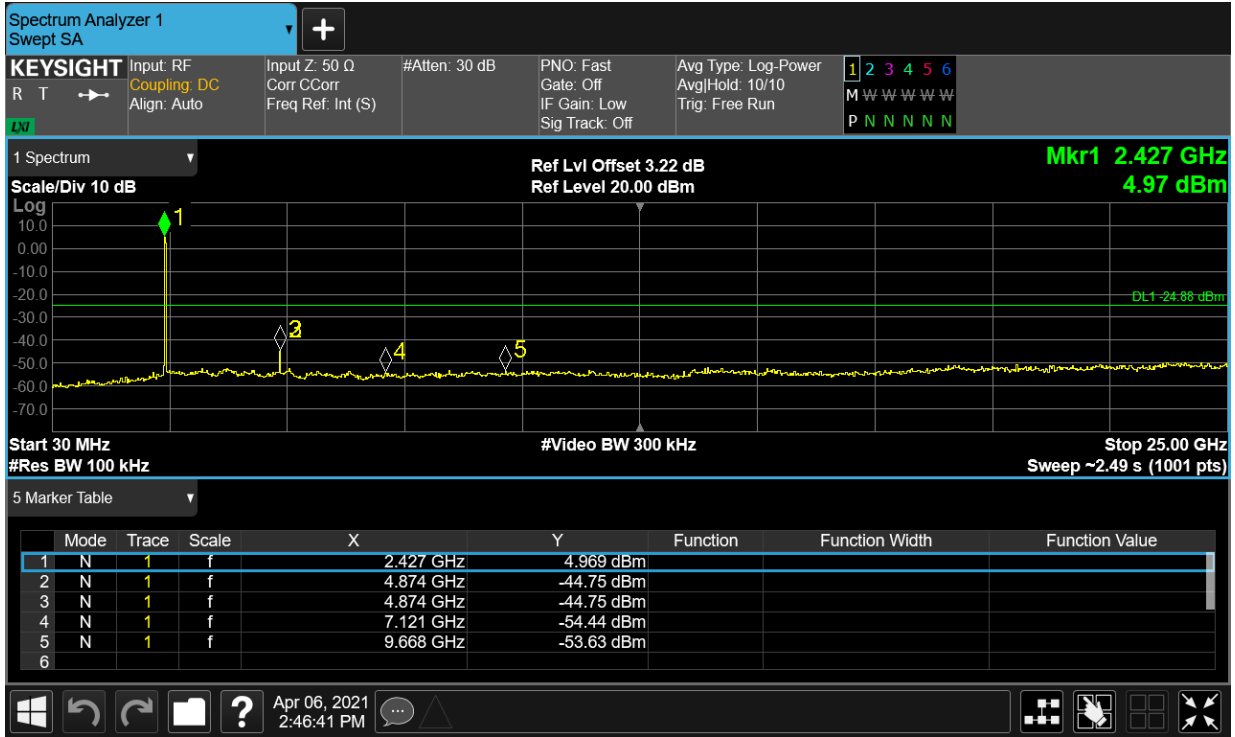 Spectrum Analyzer 1
Swept SA
KEYSIGHT Input: RF Input Z: 50 Ω #Atten: 30 dB PNO: Fast Avg Type: Log-Power 1 2 3 4 5 6
R T Coupling: DC Corr CCorr Gate: Off Avg|Hold: 10/10 M W W W W W
Align: Auto Freq Ref: Int (S) IF Gain: Low Trig: Free Run P N N N N N
LXI Sig Track: Off
1 Spectrum Ref Lvl Offset 3.22 dB Mkr1 2.427 GHz
Scale/Div 10 dB Ref Level 20.00 dBm 4.97 dBm
Log
1
10.0
0.00
-10.0
-20.0 DL1 -24.88 dBm
-30.0
2 3
-40.0
4 5
-50.0
-60.0
-70.0
Start 30 MHz #Video BW 300 kHz Stop 25.00 GHz
#Res BW 100 kHz Sweep ~2.49 s (1001 pts)
5 Marker Table
Mode Trace Scale X Y Function Function Width Function Value
1 N 1 f 2.427 GHz 4.969 dBm
2 N 1 f 4.874 GHz -44.75 dBm
3 N 1 f 4.874 GHz -44.75 dBm
4 N 1 f 7.121 GHz -54.44 dBm
5 N 1 f 9.668 GHz -53.63 dBm
6
? Apr 06, 2021
2:46:41 PM